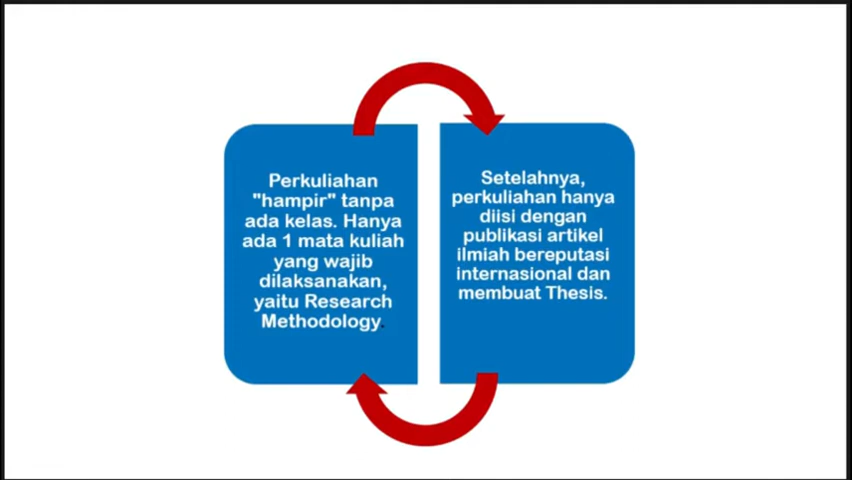 Perkuliahan
"hampir" tanpa
ada kelas. Hanya
ada 1 mata kuliah
yang wajib
dilaksanakan,
yaitu Research
Methodology.
Setelahnya,
perkuliahan hanya
diisi dengan
publikasi artikel
ilmiah bereputasi
internasional dan
membuat Thesis.